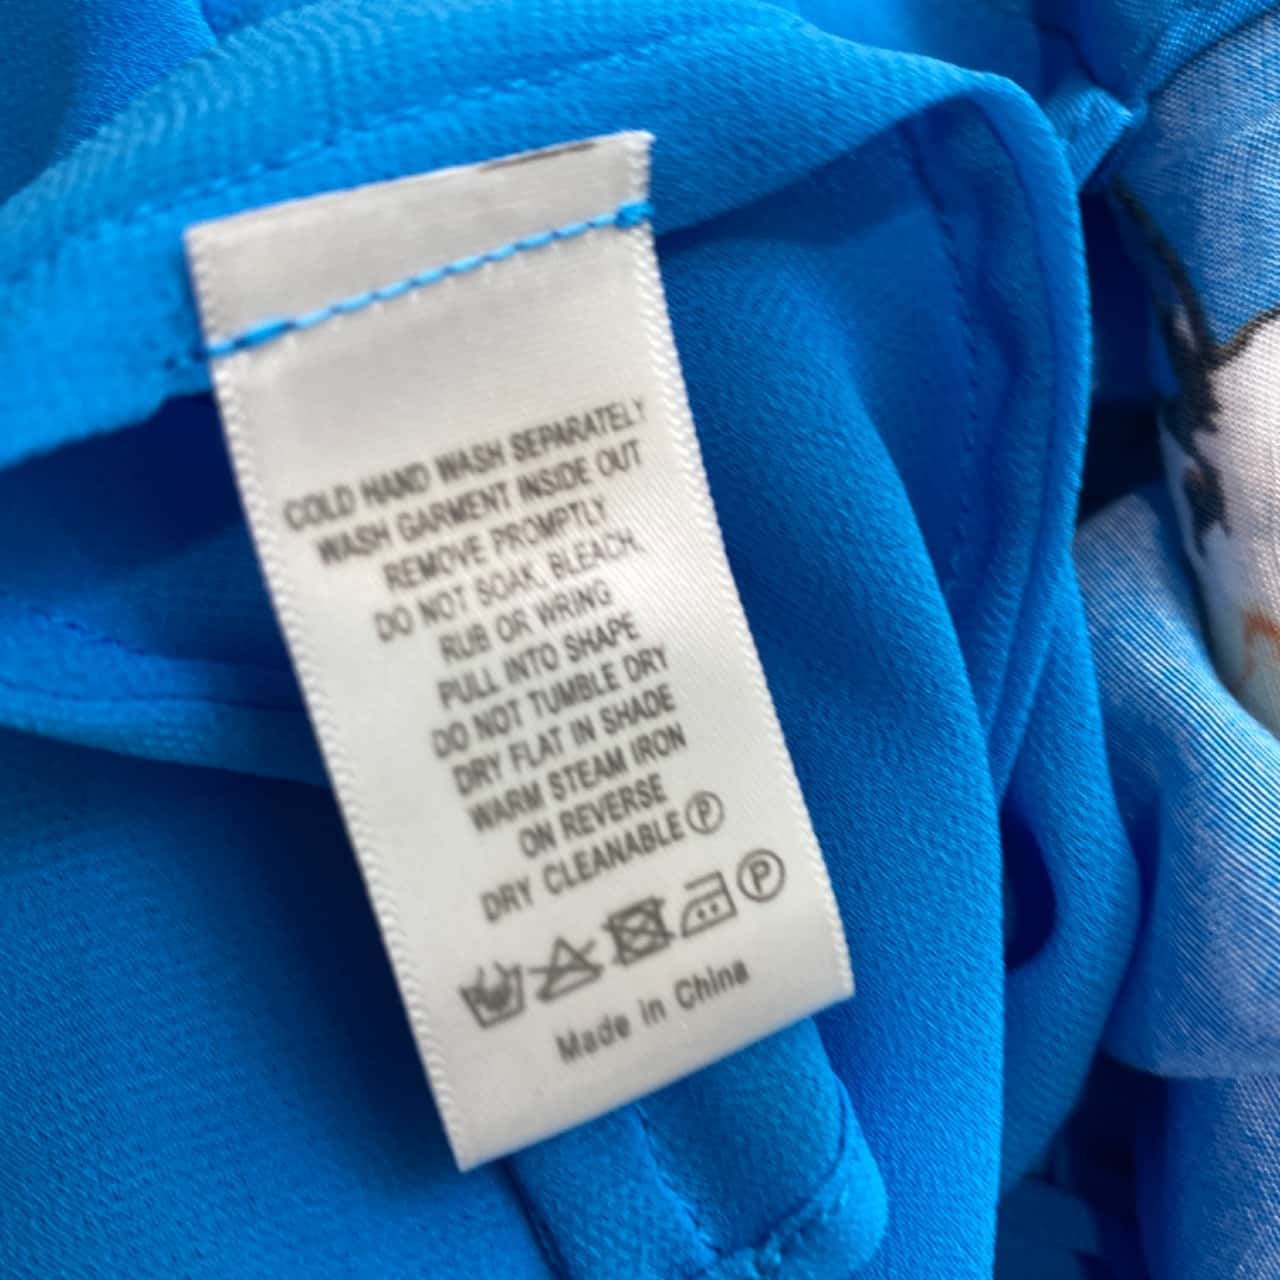 COLD HAND WASH SEPARATELY
WASH GARMENT INSIDE OUT
REMOVE PROMPTLY
DO NOT SOAK, BLEACH,
RUB OR WRING
PULL INTO SHAPE
DO NOT TUMBLE DRY
DRY FLAT IN SHADE
WARM STEAM IRON
ON REVERSE
DRY CLEANABLE Ⓟ
Ⓟ
Made in China